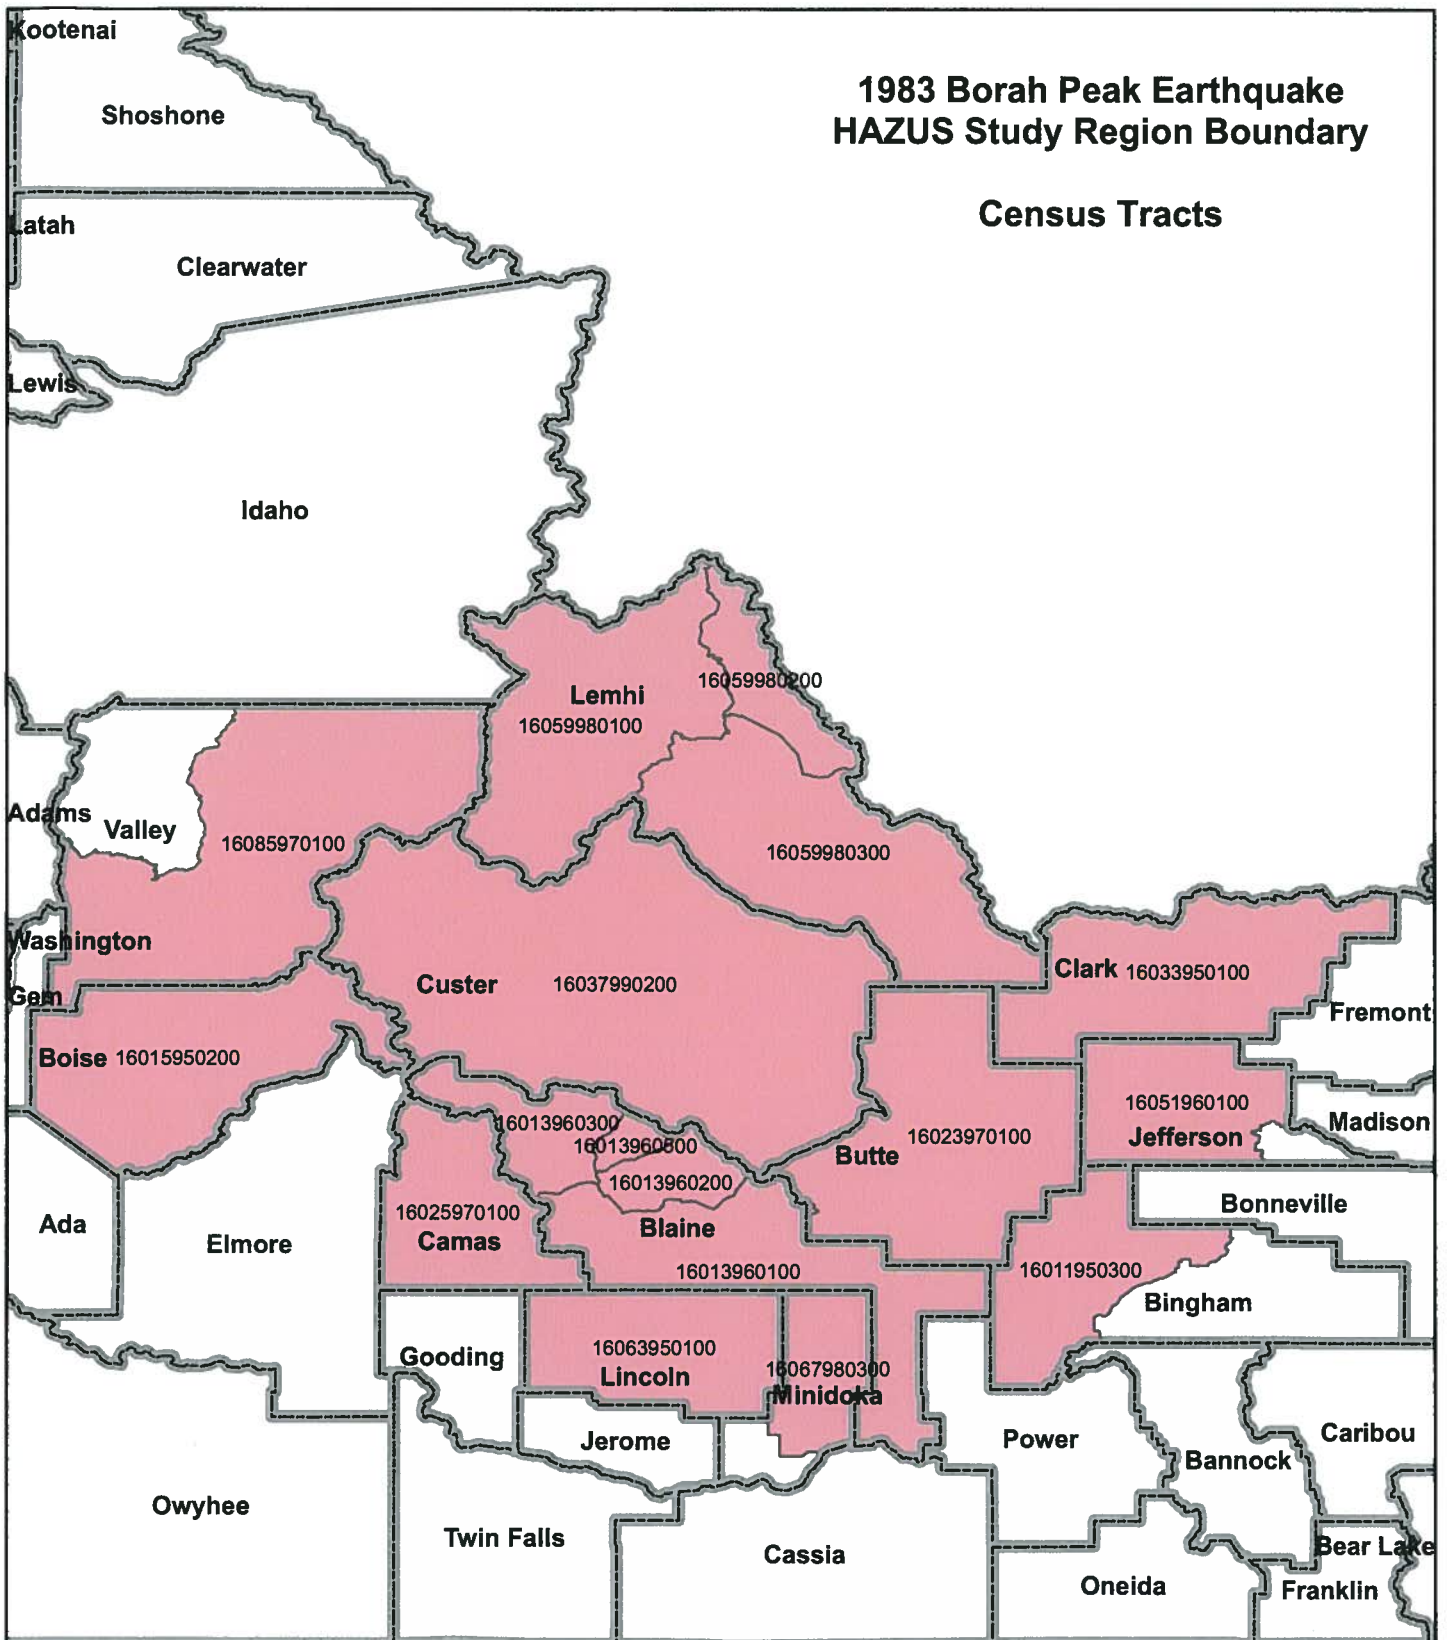 Kootenai
1983 Borah Peak Earthquake
HAZUS Study Region Boundary
Census Tracts
Shoshone
Latah
Clearwater
Lewis
Idaho
16059980200
Lemhi
16059980100
Adams
Valley
16085970100
16059980300
Washington
Clark 16033950100
Custer 16037990200
Gem
Fremont
Boise 16015950200
16051960100
Jefferson
Madison
16013960300
16023970100
Butte
16013960200
Bonneville
16025970100
Camas
Blaine
Ada
Elmore
16013960100
16011950300
Bingham
16063950100
Lincoln
Gooding
16067980300
Minidoka
Jerome
Power
Caribou
Bannock
Owyhee
Twin Falls
Cassia
Bear Lake
Oneida
Franklin